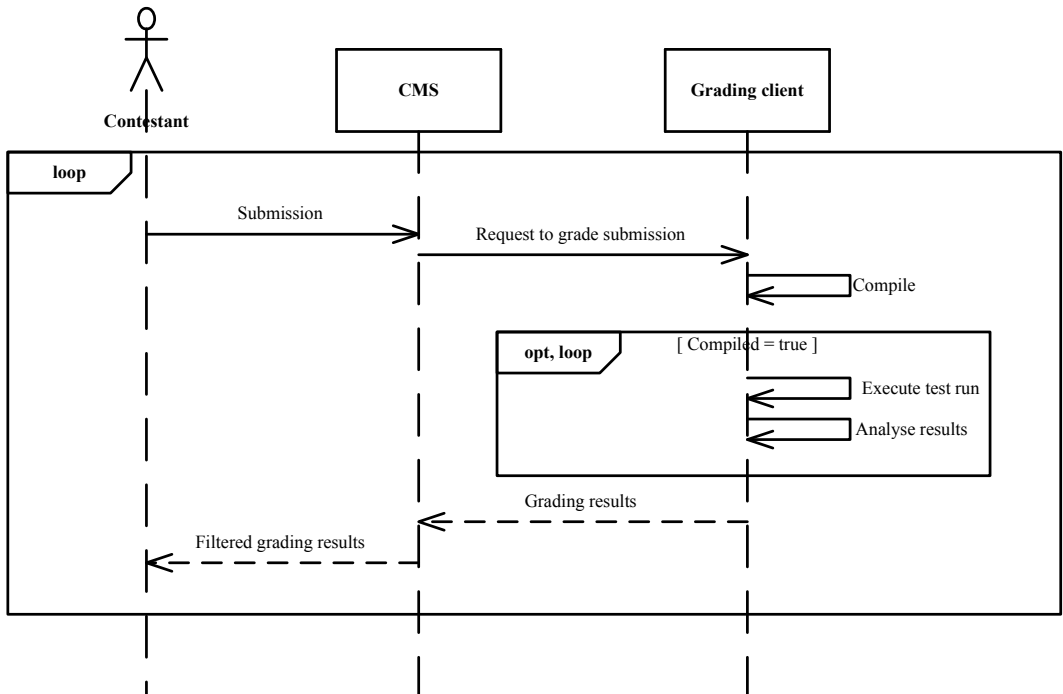 CMS
Grading client
Contestant
loop
Submission
Request to grade submission
Compile
opt, loop
[ Compiled = true ]
Execute test run
Analyse results
Grading results
Filtered grading results